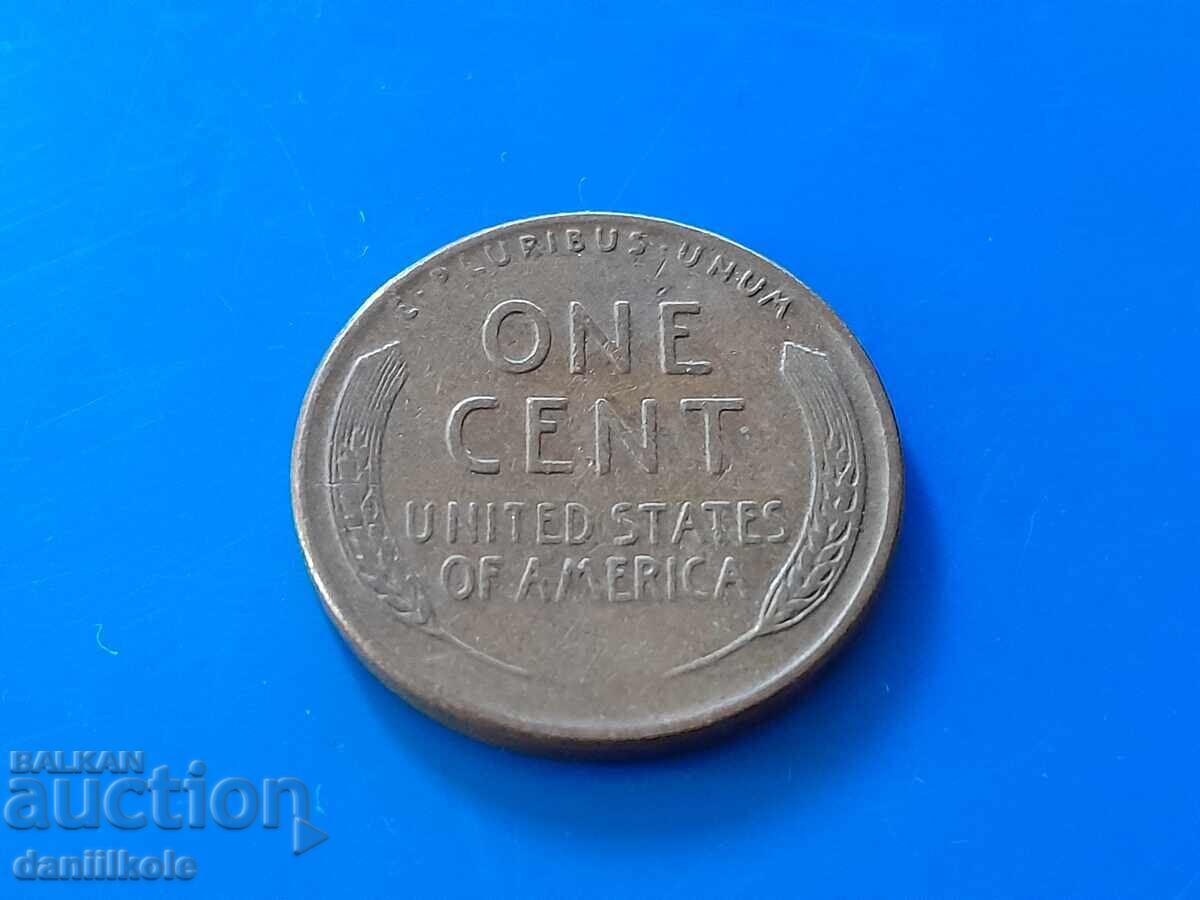 E·PLURIBUS·UNUM
ONE
CENT
UNITED STATES
OF AMERICA
BALKAN
auction
daniilkole